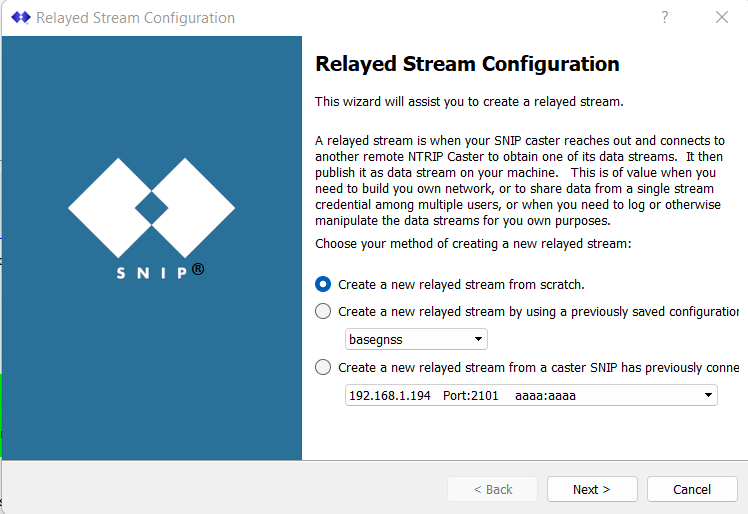 Relayed Stream Configuration
?
Relayed Stream Configuration
This wizard will assist you to create a relayed stream.
A relayed stream is when your SNIP caster reaches out and connects to
another remote NTRIP Caster to obtain one of its data streams.  It then
publish it as data stream on your machine.   This is of value when you
need to build you own network, or to share data from a single stream
credential among multiple users, or when you need to log or otherwise
manipulate the data streams for you own purposes.
Choose your method of creating a new relayed stream:
SNIP®
Create a new relayed stream from scratch.
Create a new relayed stream by using a previously saved configuration
basegnss
Create a new relayed stream from a caster SNIP has previously conne
192.168.1.194   Port:2101    aaaa:aaaa
< Back
Next >
Cancel